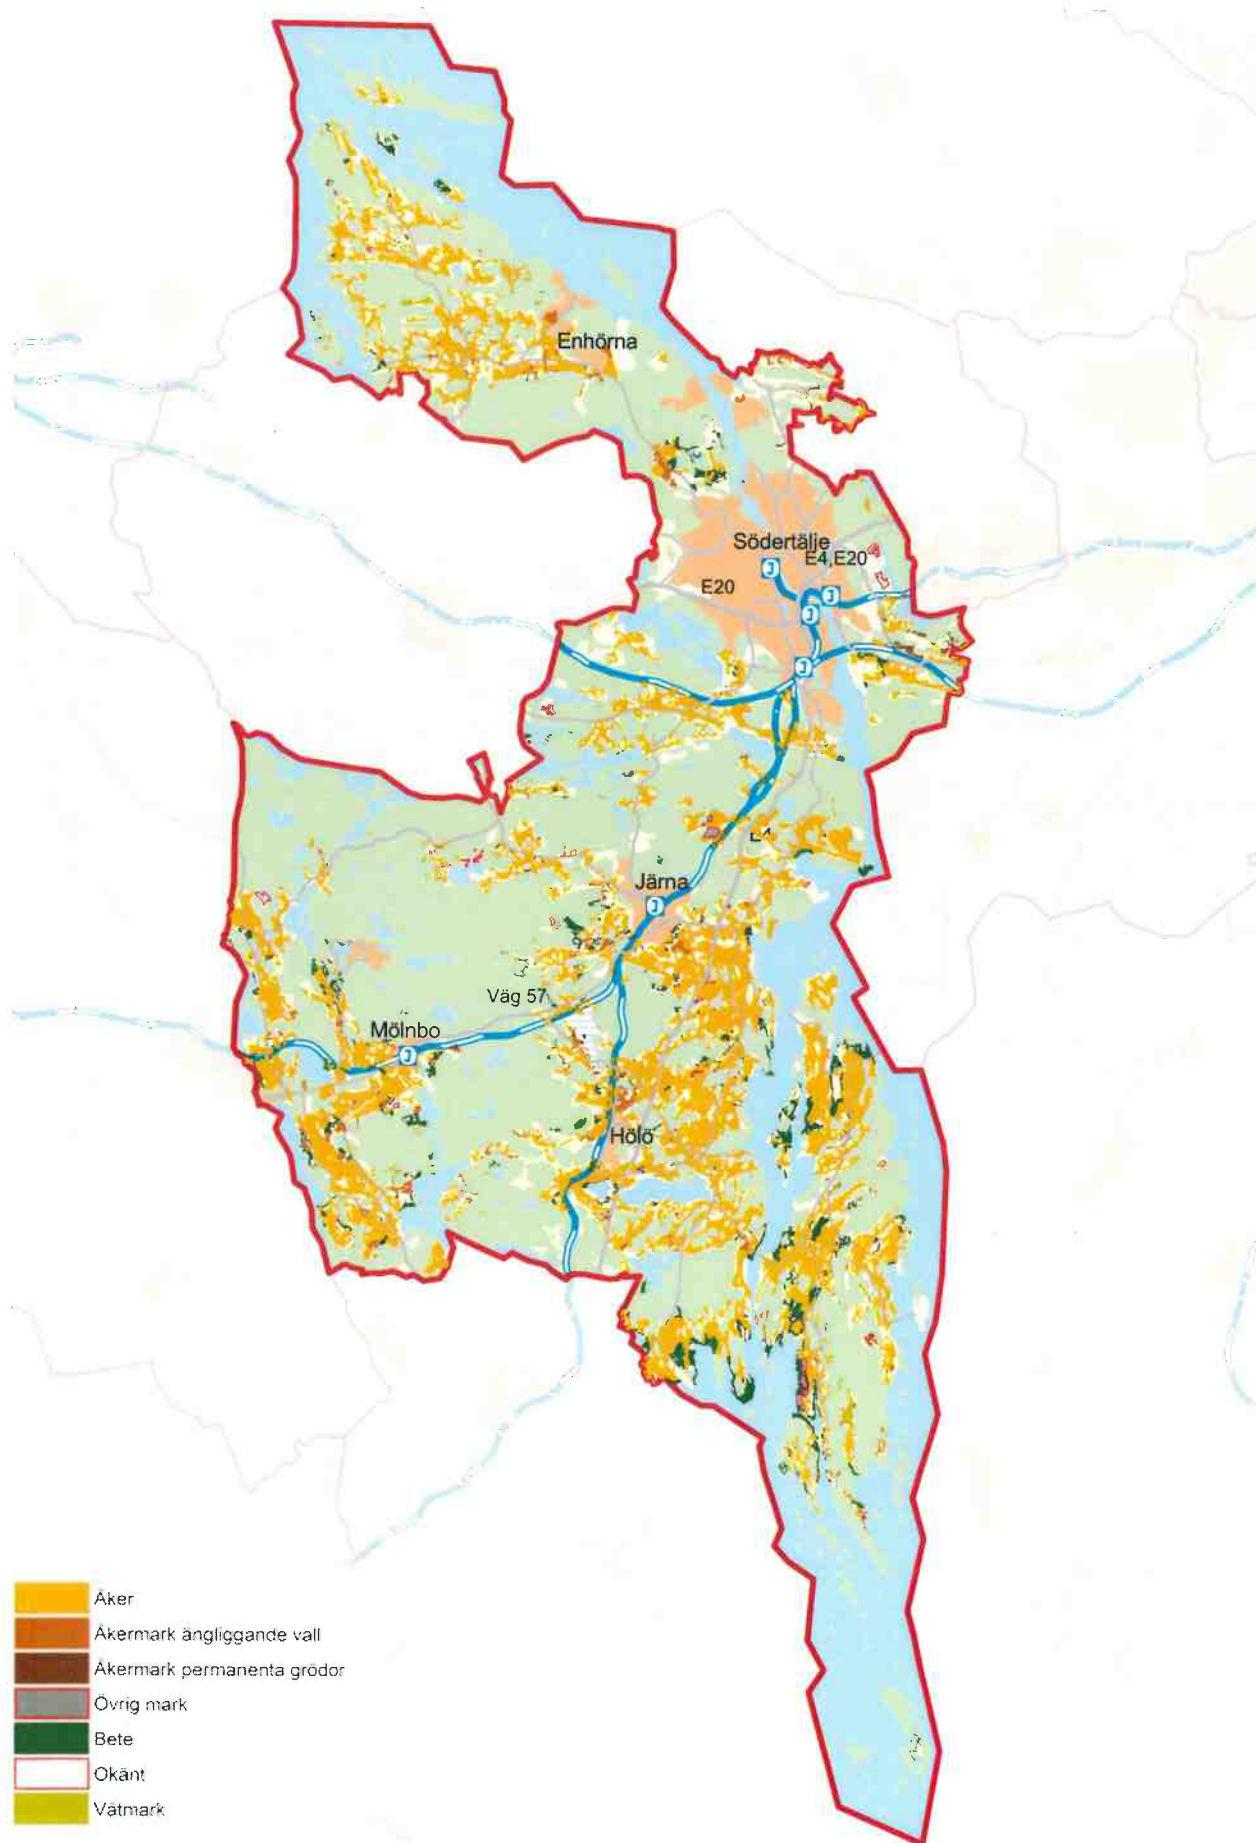 Enhörna
Södertälje
E4,E20
E20
Järna
Väg 57
Mölnbo
Hölö
Åker
Åkermark ängliggande vall
Åkermark permanenta grödor
Övrig mark
Bete
Okänt
Våtmark